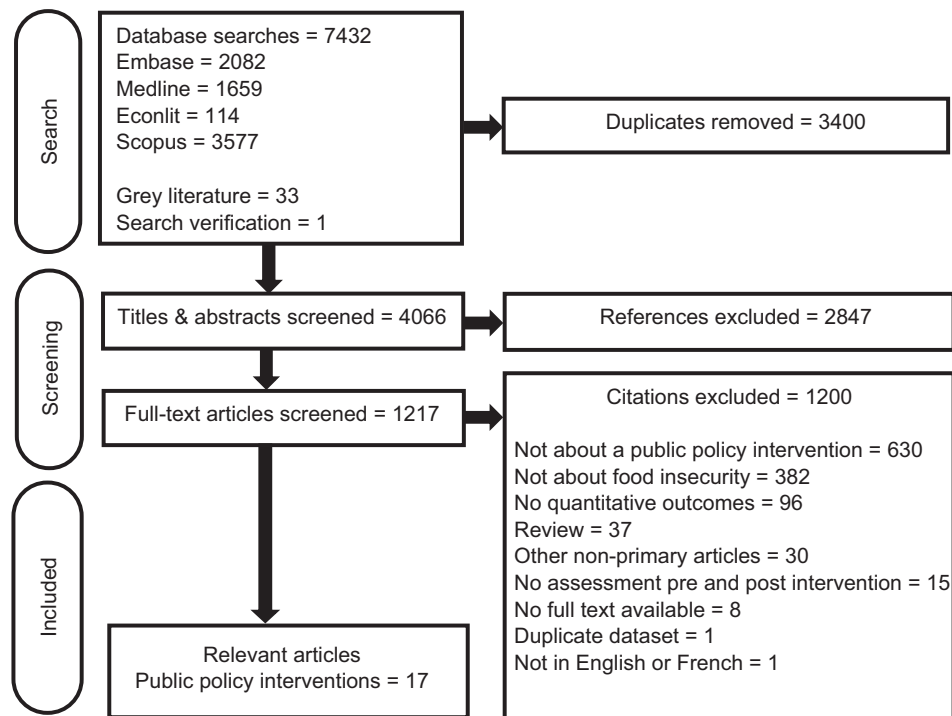 Search
Database searches = 7432
Embase = 2082
Medline = 1659
Econlit = 114
Scopus = 3577
Grey literature = 33
Search verification = 1
Duplicates removed = 3400
Screening
Titles & abstracts screened = 4066
References excluded = 2847
Full-text articles screened = 1217
Citations excluded = 1200
Not about a public policy intervention = 630
Not about food insecurity = 382
No quantitative outcomes = 96
Review = 37
Other non-primary articles = 30
No assessment pre and post intervention = 15
No full text available = 8
Duplicate dataset = 1
Not in English or French = 1
Included
Relevant articles
Public policy interventions = 17